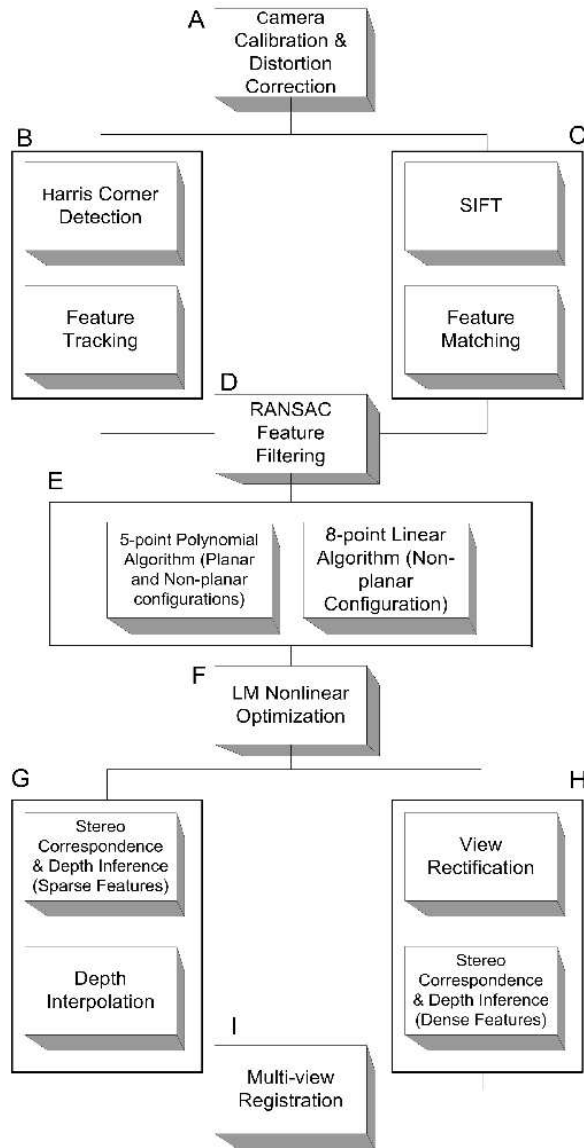 A
Camera
Calibration &
Distortion
Correction
B
Harris Corner
Detection
Feature
Tracking
C
SIFT
Feature
Matching
D
RANSAC
Feature
Filtering
E
5-point Polynomial
Algorithm (Planar
and Non-planar
configurations)
8-point Linear
Algorithm (Non-
planar
Configuration)
F
LM Nonlinear
Optimization
G
Stereo
Correspondence
& Depth Inference
(Sparse Features)
Depth
Interpolation
H
View
Rectification
Stereo
Correspondence
& Depth Inference
(Dense Features)
I
Multi-view
Registration